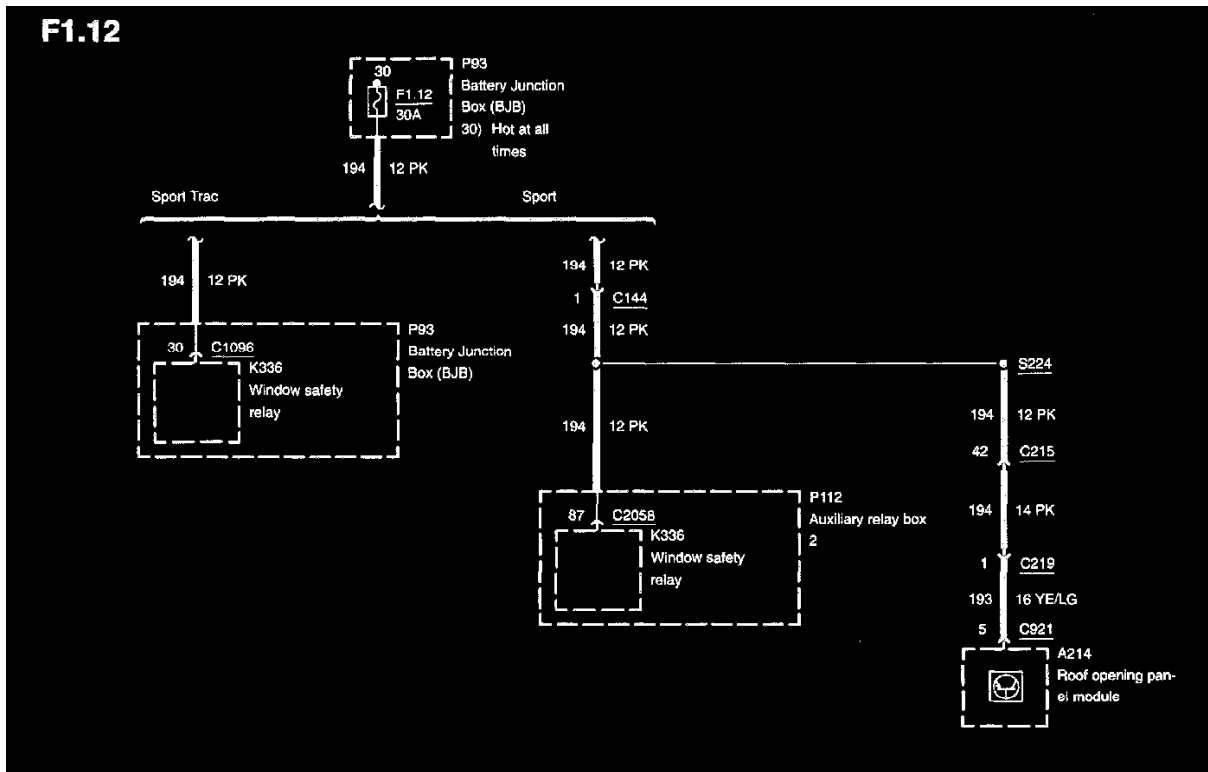 F1.12
30
F1.12
30A
P93
Battery Junction
Box (BJB)
30) Hot at all
times
194 12 PK
Sport Trac
Sport
194 12 PK
30 C1096
K336
Window safety
relay
P93
Battery Junction
Box (BJB)
194 12 PK
1 C144
194 12 PK
S224
194 12 PK
87 C2058
K336
Window safety
relay
P112
Auxiliary relay box
2
194 12 PK
42 C215
194 14 PK
1 C219
193 16 YE/LG
5 C921
A214
Roof opening pan-
el module